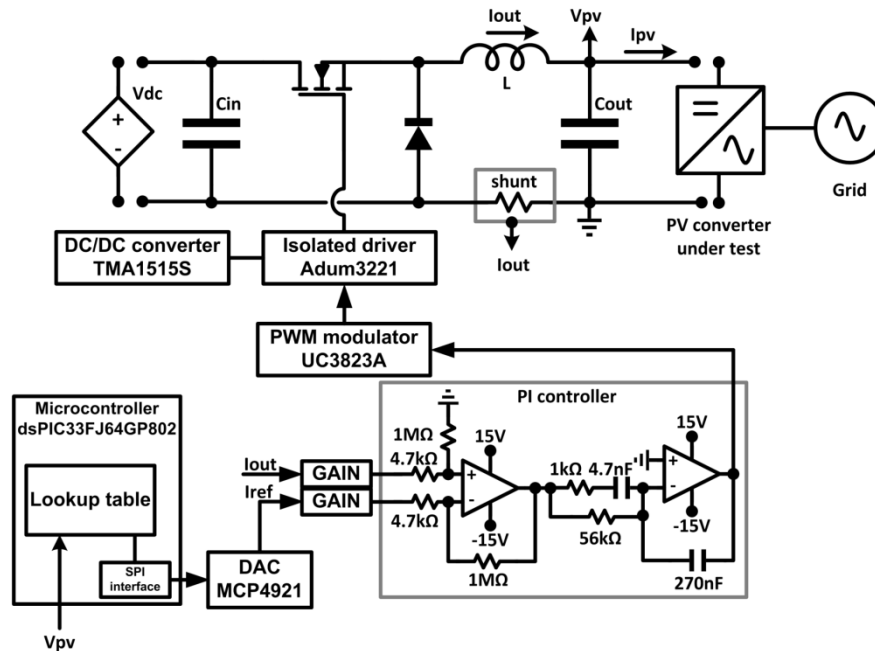 Iout
Vpv
Ipv
Vdc
+
-
Cin
L
Cout
shunt
Iout
Grid
PV converter
under test
DC/DC converter
TMA1515S
Isolated driver
Adum3221
PWM modulator
UC3823A
Microcontroller
dsPIC33FJ64GP802
Lookup table
SPI
interface
Vpv
DAC
MCP4921
Iout
GAIN
Iref
GAIN
PI controller
1MΩ
4.7kΩ
4.7kΩ
15V
+
-
-15V
1MΩ
1kΩ
4.7nF
56kΩ
15V
+
-
-15V
270nF